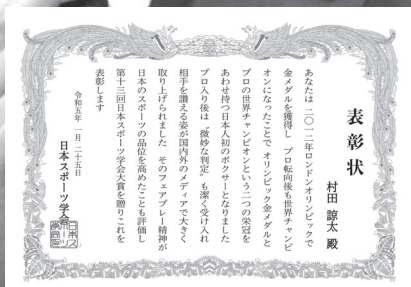 表彰状
村田 諒太 殿
あなたは 二〇一二年ロンドンオリンピックで
金メダルを獲得し プロ転向後も世界チャンピ
オンになったことで オリンピック金メダルと
プロの世界チャンピオンという二つの栄冠を
あわせ持つ日本人初のボクサーとなりました
プロ入り後は“微妙な判定”も潔く受け入れ
相手を讃える姿が国内外のメディアで大きく
取り上げられました そのフェアプレー精神が
日本のスポーツの品位を高めたことも評価し
第十三回日本スポーツ学会大賞を贈りこれを
表彰します
令和五年 一月 二十五日
日本スポーツ学会